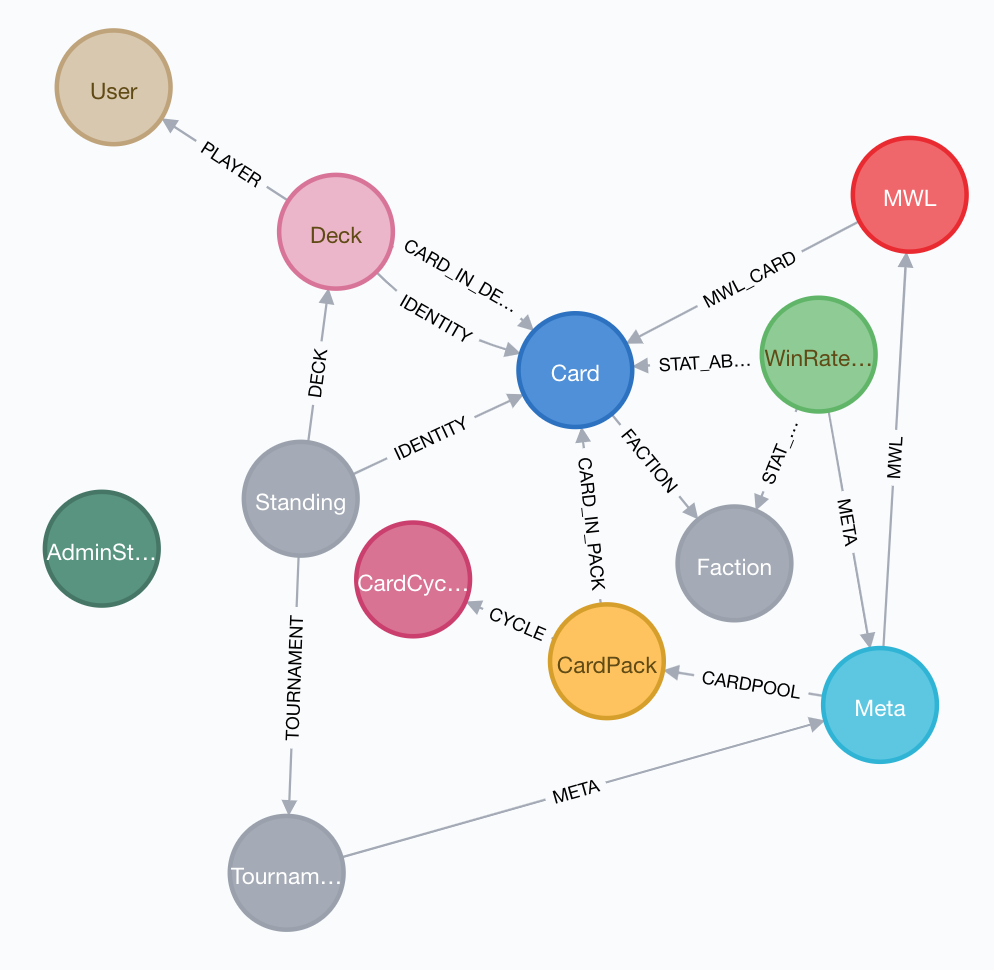 User
PLAYER
Deck
MWL
CARD_IN_DE…
MWL_CARD
IDENTITY
DECK
Card
STAT_AB…
WinRate…
IDENTITY
FACTION
STAT_…
MWL
Standing
CARD_IN_PACK
META
AdminSt…
CardCyc…
Faction
CYCLE
CardPack
TOURNAMENT
CARDPOOL
Meta
META
Tournam…